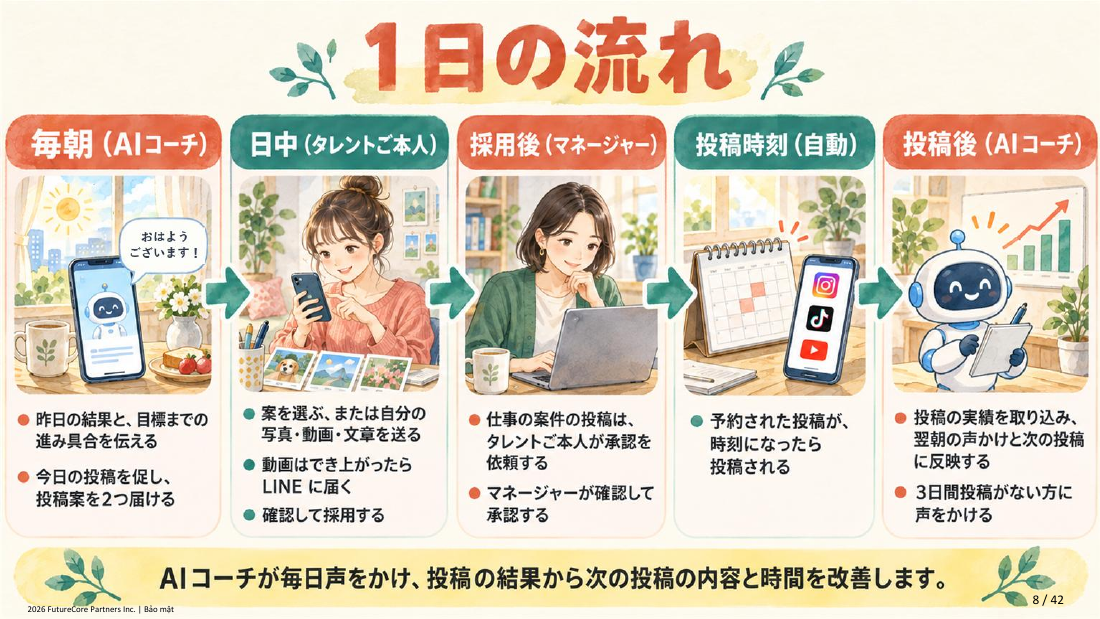 1日の流れ
毎朝（AIコーチ）
おはよう
ございます！
昨日の結果と、目標までの
進み具合を伝える
今日の投稿を促し、
投稿案を2つ届ける
日中（タレントご本人）
案を選ぶ、または自分の
写真・動画・文章を送る
動画はでき上がったら
LINE に届く
確認して採用する
採用後（マネージャー）
仕事の案件の投稿は、
タレントご本人が承認を
依頼する
マネージャーが確認して
承認する
投稿時刻（自動）
予約された投稿が、
時刻になったら
投稿される
投稿後（AIコーチ）
投稿の実績を取り込み、
翌朝の声かけと次の投稿
に反映する
3日間投稿がない方に
声をかける
AIコーチが毎日声をかけ、投稿の結果から次の投稿の内容と時間を改善します。
2026 FutureCore Partners Inc. | Bảo mật
8 / 42